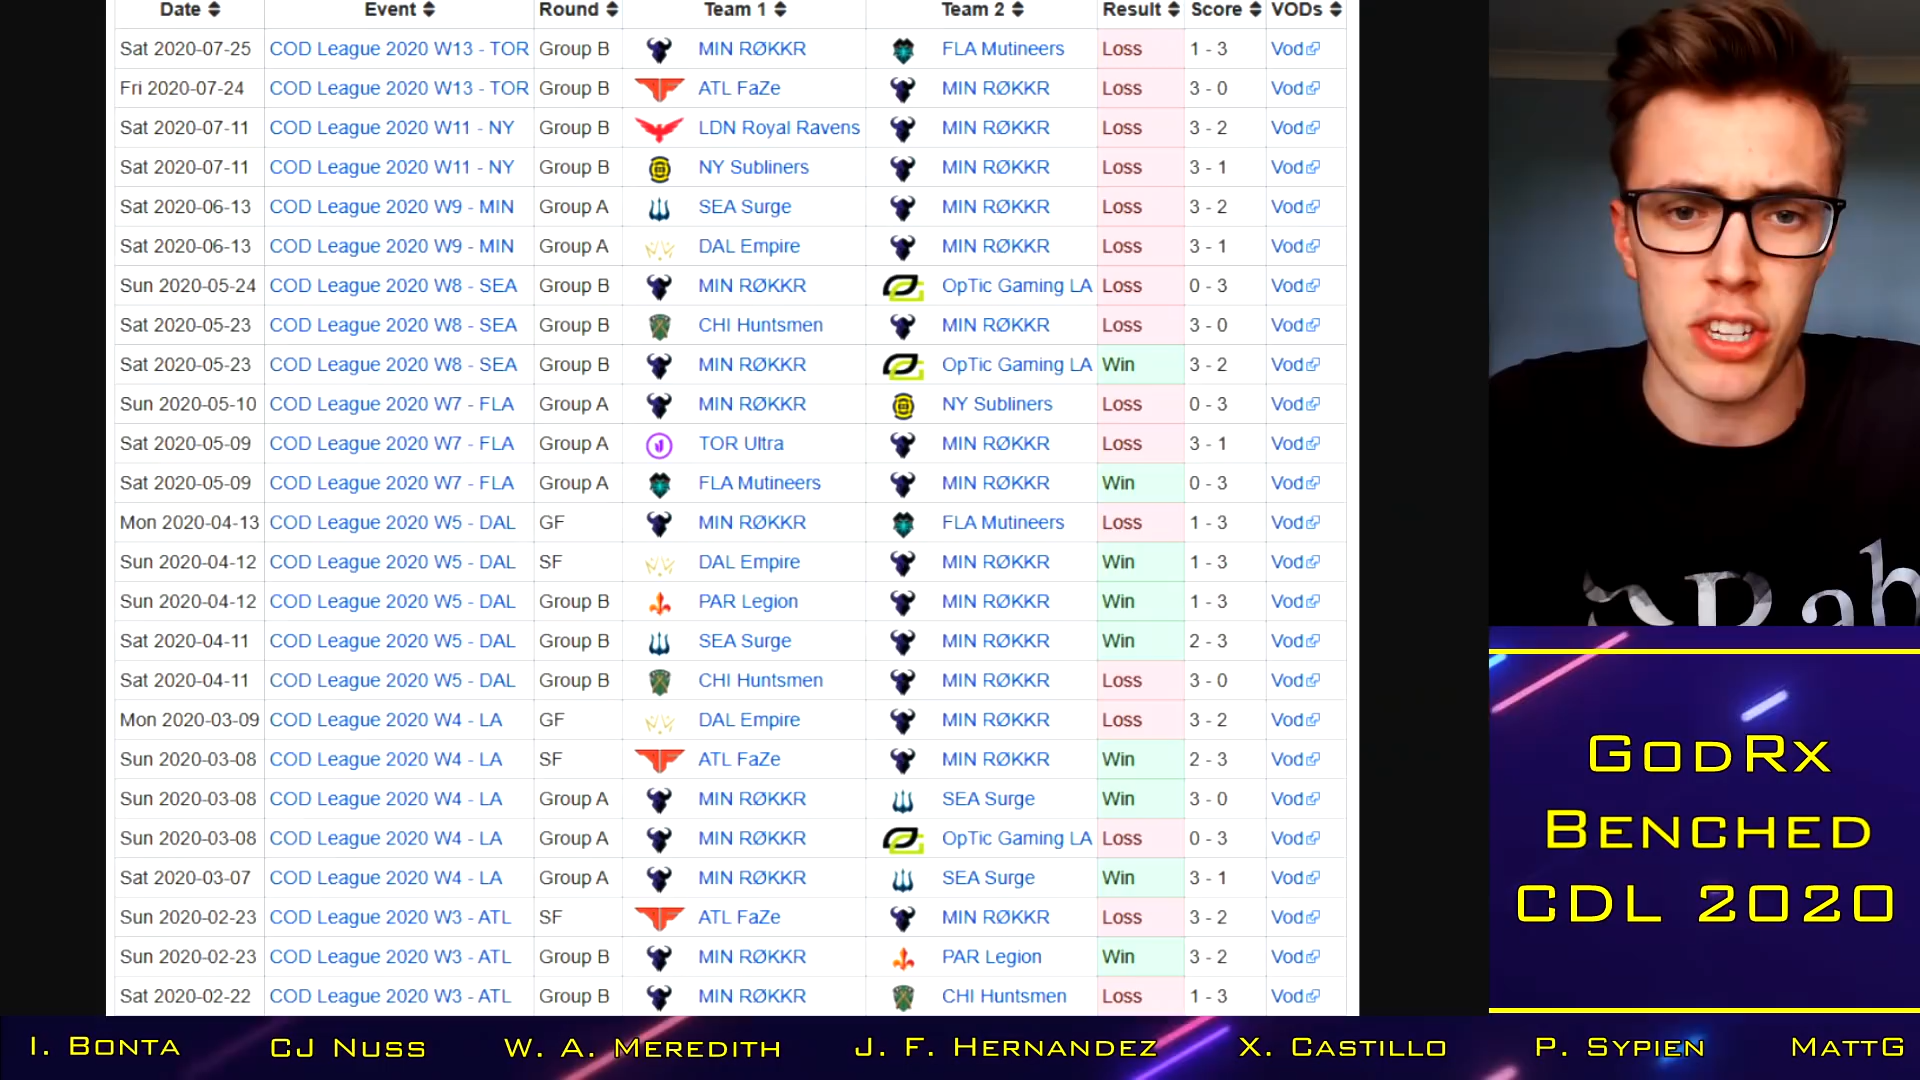 Date Event Round Team 1 Team 2 Result Score VODs
Sat 2020-07-25 COD League 2020 W13 - TOR Group B MIN RØKKR FLA Mutineers Loss 1 - 3 Vod
Fri 2020-07-24 COD League 2020 W13 - TOR Group B ATL FaZe MIN RØKKR Loss 3 - 0 Vod
Sat 2020-07-11 COD League 2020 W11 - NY Group B LDN Royal Ravens MIN RØKKR Loss 3 - 2 Vod
Sat 2020-07-11 COD League 2020 W11 - NY Group B NY Subliners MIN RØKKR Loss 3 - 1 Vod
Sat 2020-06-13 COD League 2020 W9 - MIN Group A SEA Surge MIN RØKKR Loss 3 - 2 Vod
Sat 2020-06-13 COD League 2020 W9 - MIN Group A DAL Empire MIN RØKKR Loss 3 - 1 Vod
Sun 2020-05-24 COD League 2020 W8 - SEA Group B MIN RØKKR OpTic Gaming LA Loss 0 - 3 Vod
Sat 2020-05-23 COD League 2020 W8 - SEA Group B CHI Huntsmen MIN RØKKR Loss 3 - 0 Vod
Sat 2020-05-23 COD League 2020 W8 - SEA Group B MIN RØKKR OpTic Gaming LA Win 3 - 2 Vod
Sun 2020-05-10 COD League 2020 W7 - FLA Group A MIN RØKKR NY Subliners Loss 0 - 3 Vod
Sat 2020-05-09 COD League 2020 W7 - FLA Group A TOR Ultra MIN RØKKR Loss 3 - 1 Vod
Sat 2020-05-09 COD League 2020 W7 - FLA Group A FLA Mutineers MIN RØKKR Win 0 - 3 Vod
Mon 2020-04-13 COD League 2020 W5 - DAL GF MIN RØKKR FLA Mutineers Loss 1 - 3 Vod
Sun 2020-04-12 COD League 2020 W5 - DAL SF DAL Empire MIN RØKKR Win 1 - 3 Vod
Sun 2020-04-12 COD League 2020 W5 - DAL Group B PAR Legion MIN RØKKR Win 1 - 3 Vod
Sat 2020-04-11 COD League 2020 W5 - DAL Group B SEA Surge MIN RØKKR Win 2 - 3 Vod
Sat 2020-04-11 COD League 2020 W5 - DAL Group B CHI Huntsmen MIN RØKKR Loss 3 - 0 Vod
Mon 2020-03-09 COD League 2020 W4 - LA GF DAL Empire MIN RØKKR Loss 3 - 2 Vod
Sun 2020-03-08 COD League 2020 W4 - LA SF ATL FaZe MIN RØKKR Win 2 - 3 Vod
Sun 2020-03-08 COD League 2020 W4 - LA Group A MIN RØKKR SEA Surge Win 3 - 0 Vod
Sun 2020-03-08 COD League 2020 W4 - LA Group A MIN RØKKR OpTic Gaming LA Loss 0 - 3 Vod
Sat 2020-03-07 COD League 2020 W4 - LA Group A MIN RØKKR SEA Surge Win 3 - 1 Vod
Sun 2020-02-23 COD League 2020 W3 - ATL SF ATL FaZe MIN RØKKR Loss 3 - 2 Vod
Sun 2020-02-23 COD League 2020 W3 - ATL Group B MIN RØKKR PAR Legion Win 3 - 2 Vod
Sat 2020-02-22 COD League 2020 W3 - ATL Group B MIN RØKKR CHI Huntsmen Loss 1 - 3 Vod
GodRx
Benched
CDL 2020
I. Bonta CJ Nuss W. A. Meredith J. F. Hernandez X. Castillo P. Sypien MattG